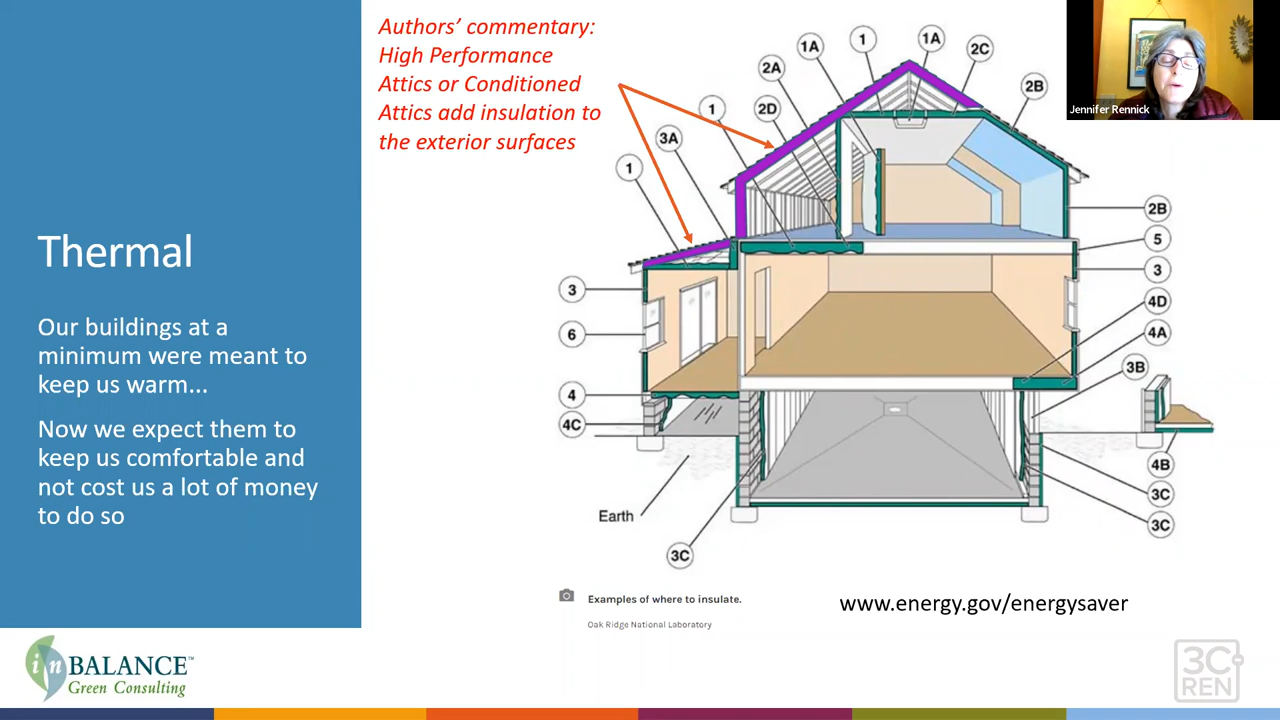 Authors' commentary:
High Performance
Attics or Conditioned
Attics add insulation to
the exterior surfaces
Thermal
Our buildings at a
minimum were meant to
keep us warm...
Now we expect them to
keep us comfortable and
not cost us a lot of money
to do so
1A
1
1A
2C
2A
2B
1
2D
3A
1
2B
5
3
3
4D
6
4A
3B
4
4C
4B
3C
Earth
3C
3C
Examples of where to insulate.
Oak Ridge National Laboratory
www.energy.gov/energysaver
Jennifer Rennick
in BALANCE™
Green Consulting
3C
REN